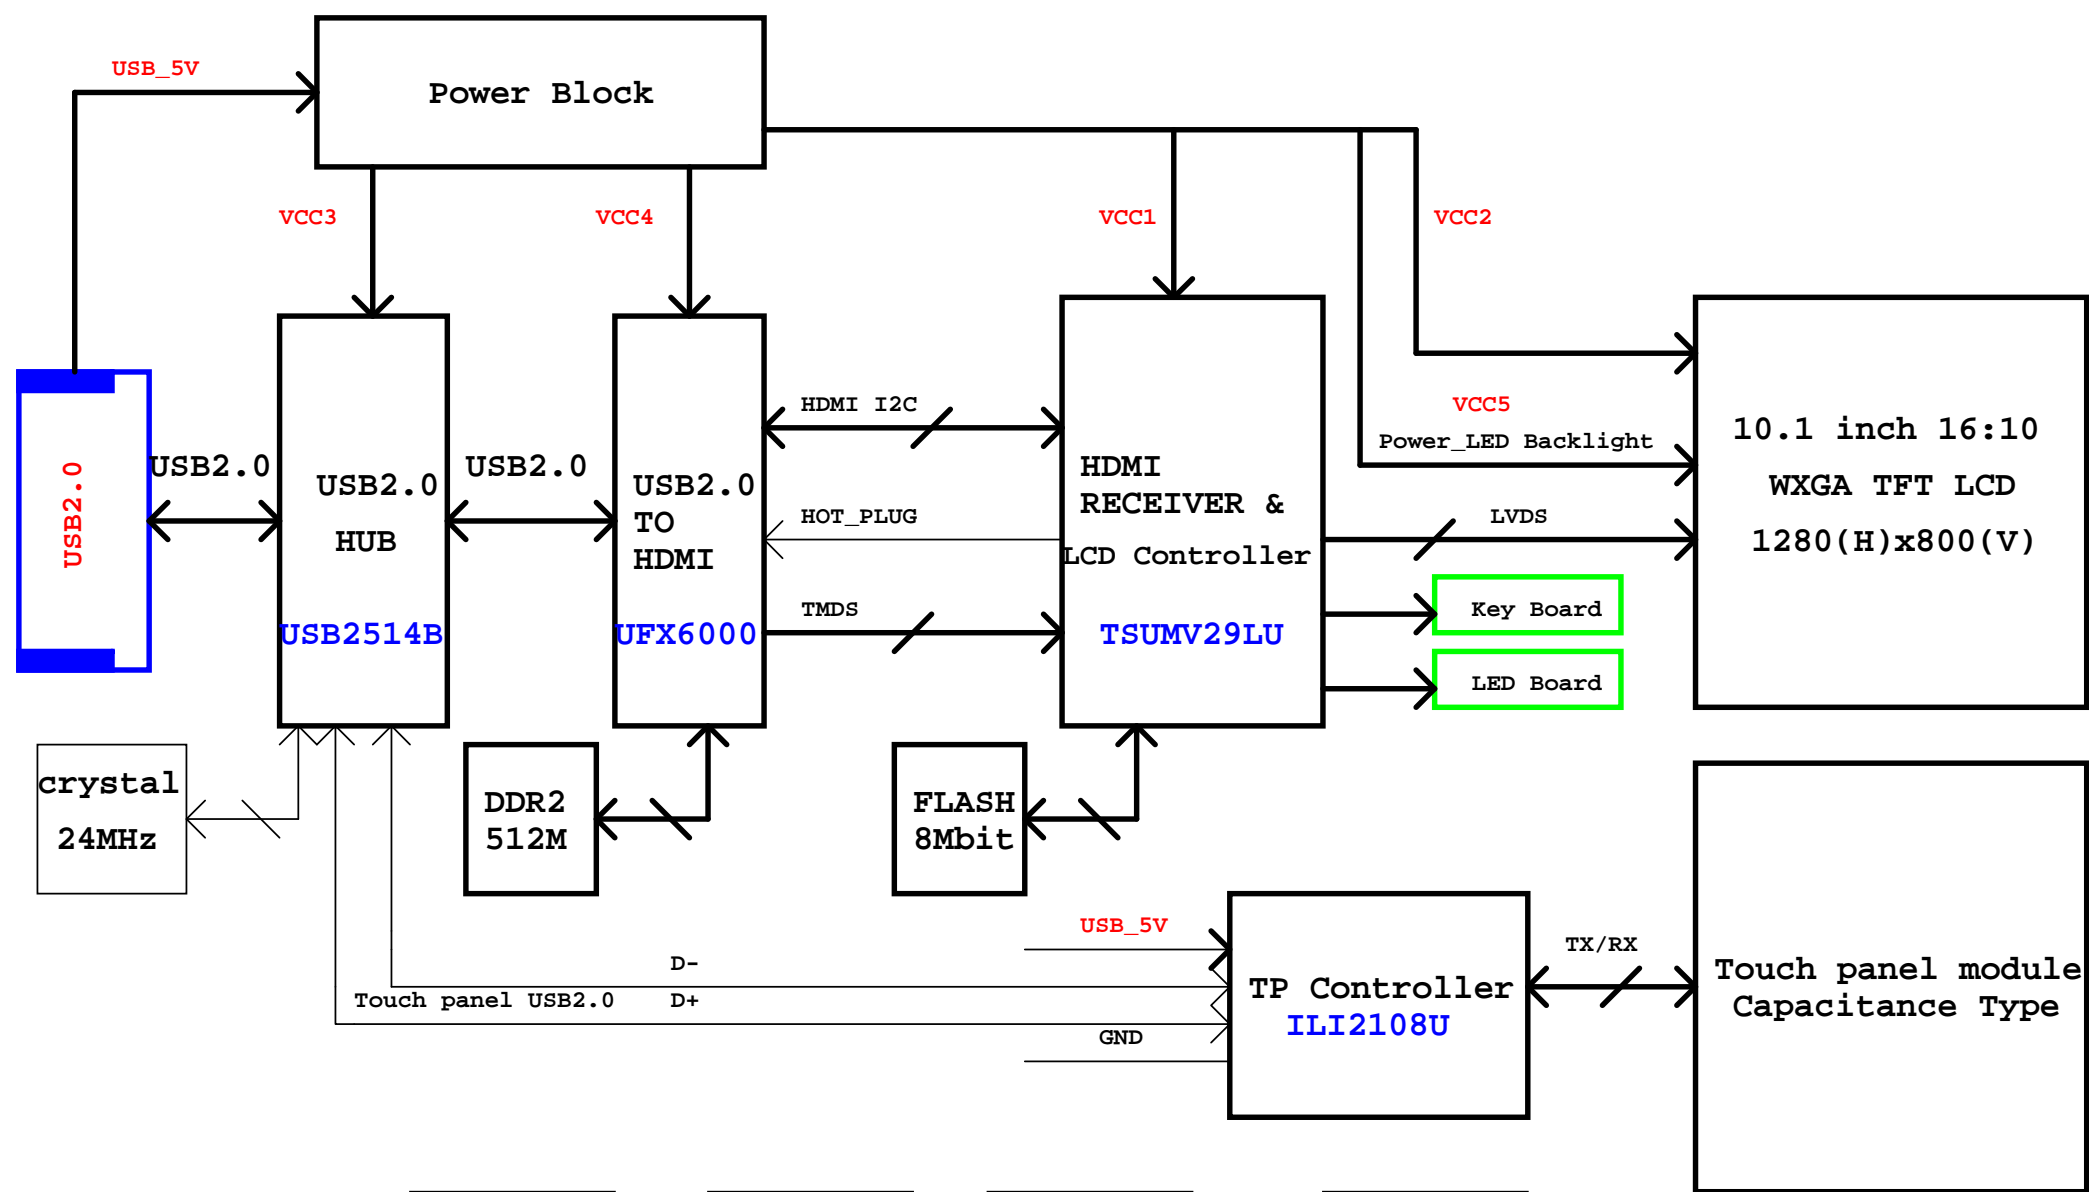 USB_5V
Power Block
VCC3
VCC4
VCC1
VCC2
USB2.0
USB2.0
USB2.0
HUB
USB2514B
USB2.0
USB2.0
TO
HDMI
UFX6000
HDMI I2C
HOT_PLUG
TMDS
HDMI
RECEIVER &
LCD Controller
TSUMV29LU
VCC5
Power_LED Backlight
LVDS
Key Board
LED Board
10.1 inch 16:10
WXGA TFT LCD
1280(H)x800(V)
crystal
24MHz
DDR2
512M
FLASH
8Mbit
USB_5V
D-
Touch panel USB2.0
D+
GND
TP Controller
ILI2108U
TX/RX
Touch panel module
Capacitance Type